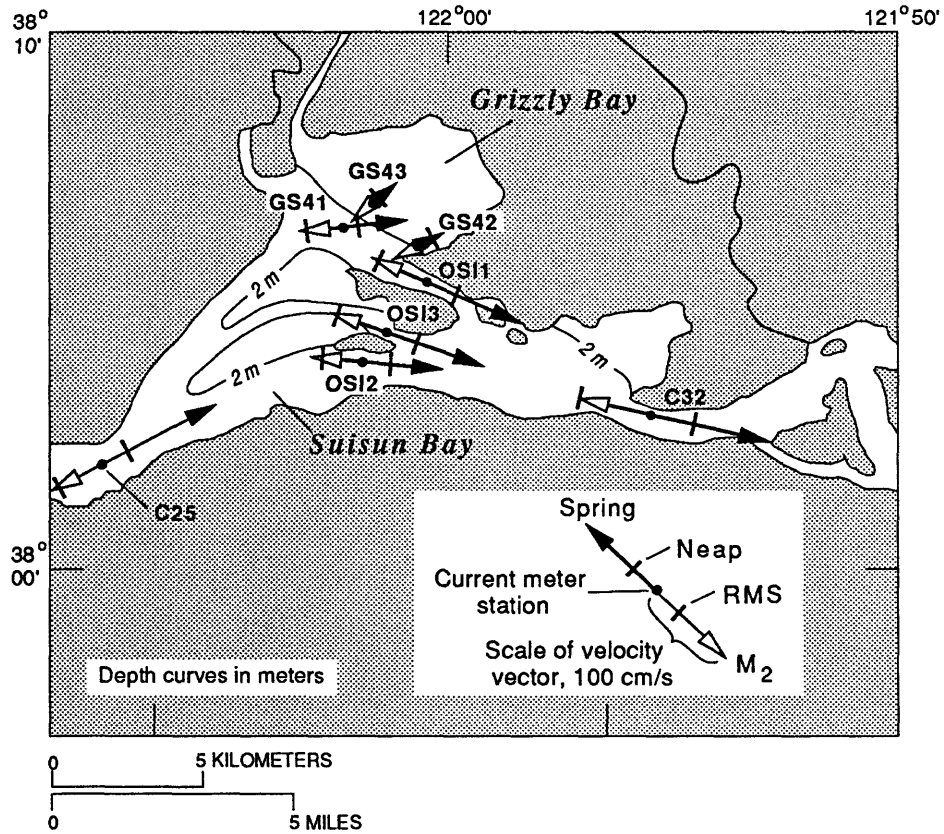 38°
10'
122°00'
121°50'
Grizzly Bay
GS43
GS41
GS42
OSI1
2 m
OSI3
2 m
2 m
OSI2
C32
Suisun Bay
C25
38°
00'
Spring
Neap
Current meter
station
RMS
Scale of velocity
vector, 100 cm/s
M2
Depth curves in meters
0 5 KILOMETERS
0 5 MILES